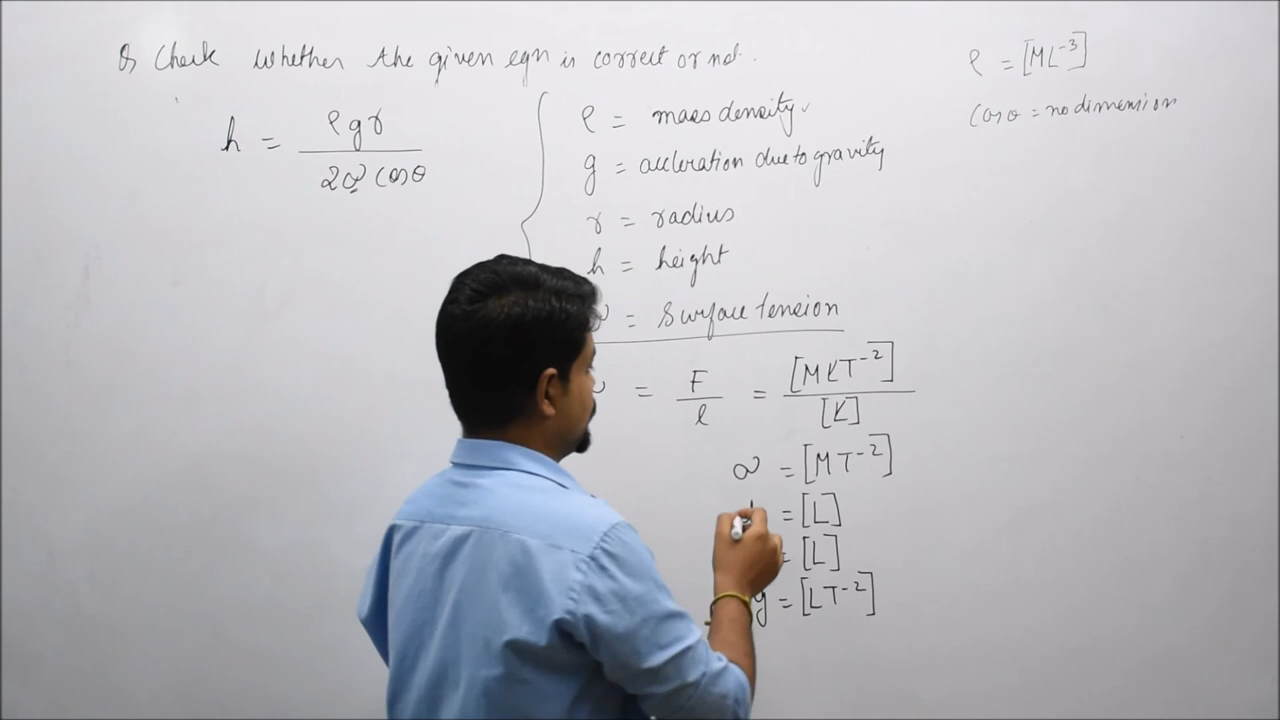 Q Check whether the given eqn is correct or not.
h = ρgr / 2σ cosθ
ρ = mass density
g = accleration due to gravity
r = radius
h = height
= Surface tension
= F / l = [MLT⁻²] / [L]
σ = [MT⁻²]
= [L]
= [L]
g = [LT⁻²]
ρ = [ML⁻³]
cosθ = no dimension